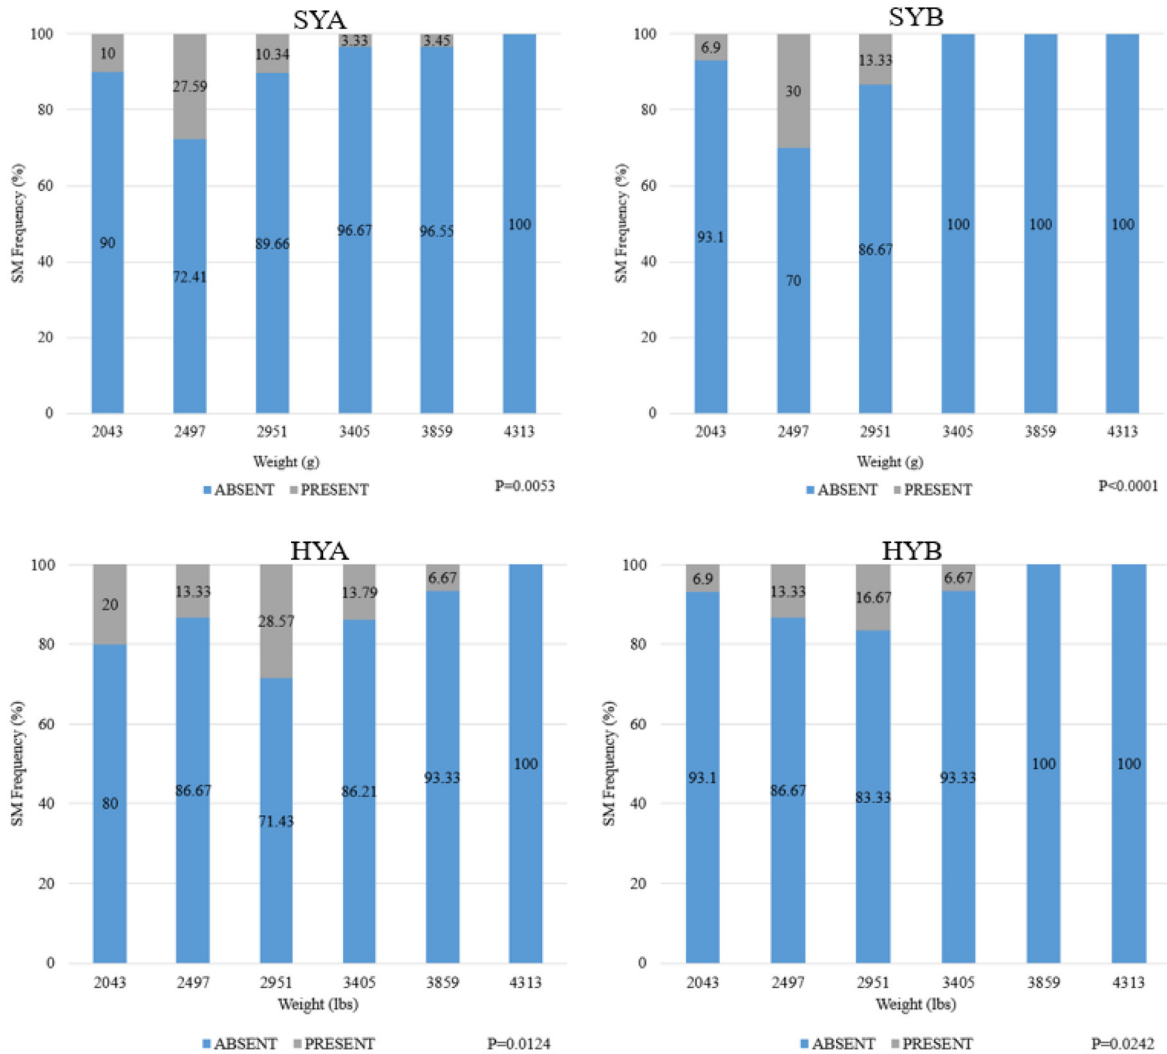 SYA
SM Frequency (%)
100
80
60
40
20
0
10 27.59 10.34 3.33 3.45
90 72.41 89.66 96.67 96.55 100
2043 2497 2951 3405 3859 4313
Weight (g)
ABSENT PRESENT P=0.0053
SYB
SM Frequency (%)
100
80
60
40
20
0
6.9 30 13.33
93.1 70 86.67 100 100 100
2043 2497 2951 3405 3859 4313
Weight (g)
ABSENT PRESENT P<0.0001
HYA
SM Frequency (%)
100
80
60
40
20
0
20 13.33 28.57 13.79 6.67
80 86.67 71.43 86.21 93.33 100
2043 2497 2951 3405 3859 4313
Weight (lbs)
ABSENT PRESENT P=0.0124
HYB
SM Frequency (%)
100
80
60
40
20
0
6.9 13.33 16.67 6.67
93.1 86.67 83.33 93.33 100 100
2043 2497 2951 3405 3859 4313
Weight (lbs)
ABSENT PRESENT P=0.0242